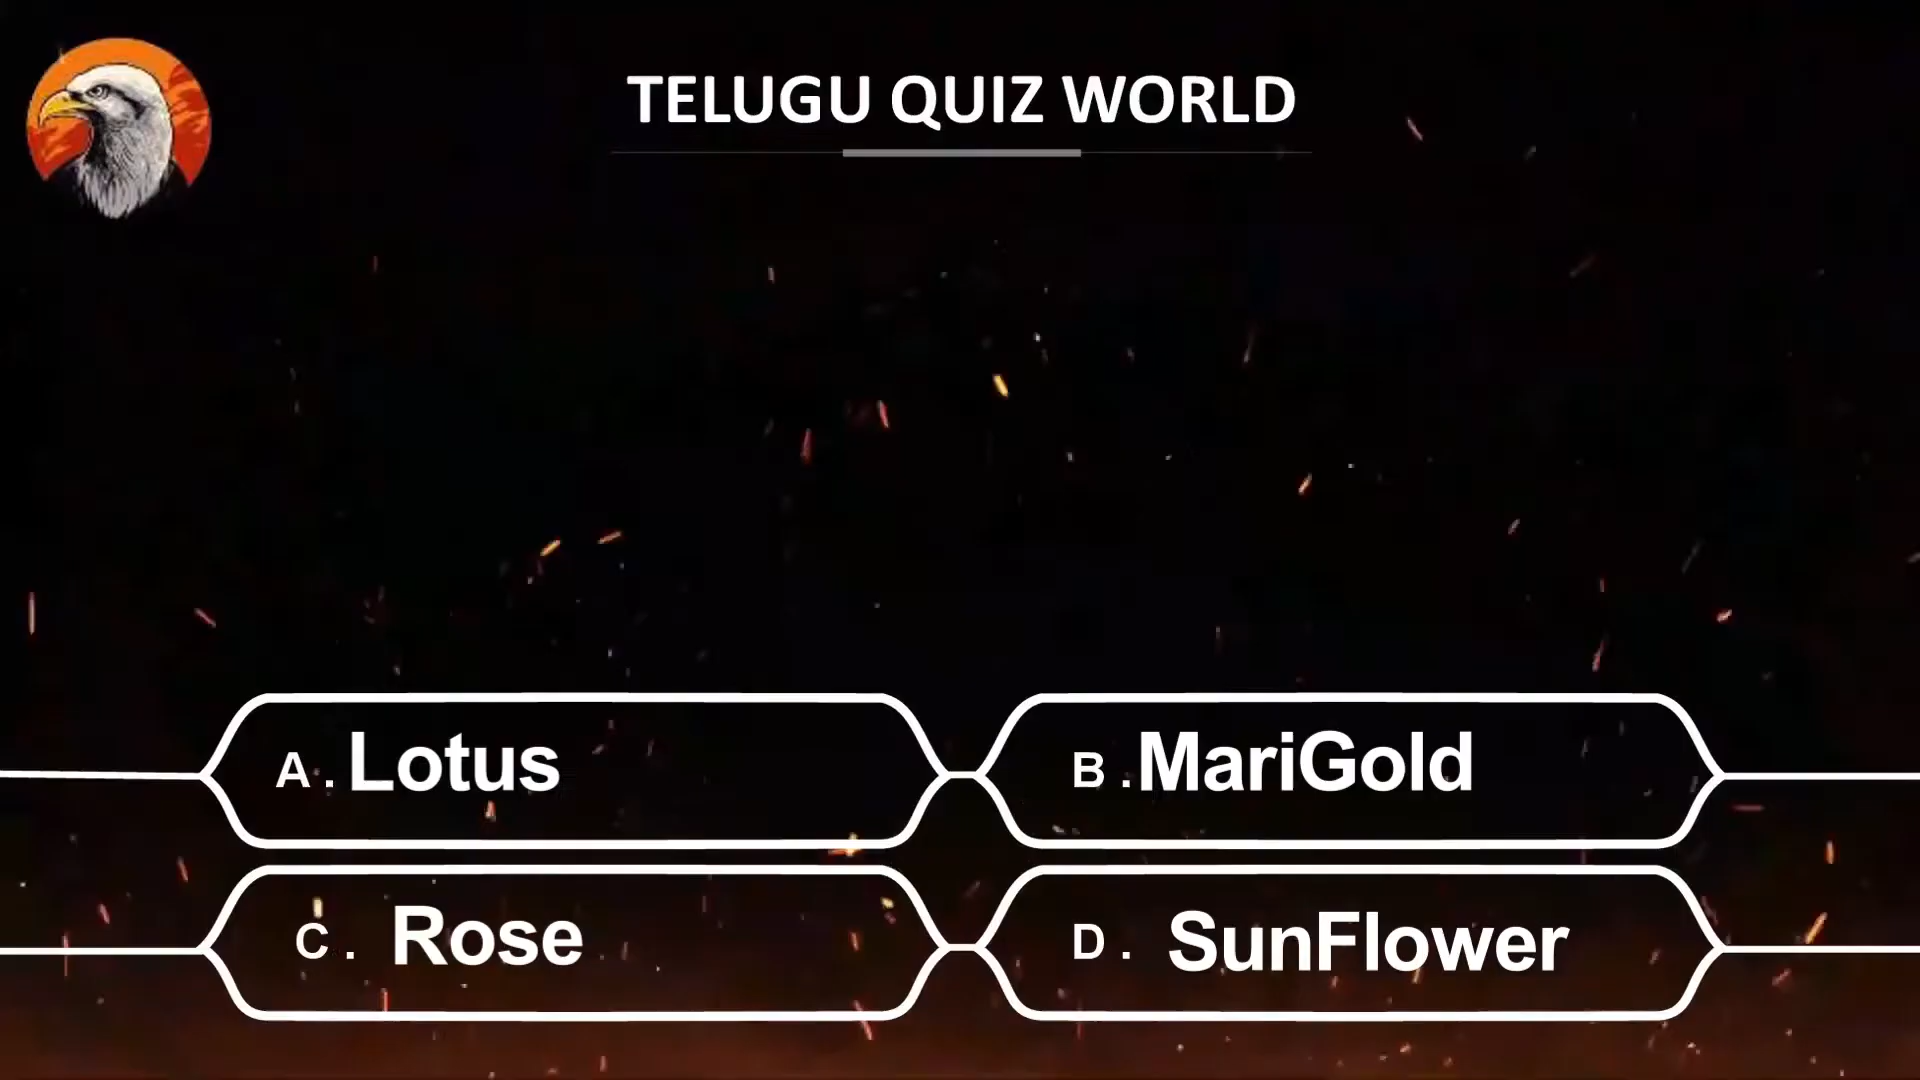 TELUGU QUIZ WORLD
A . Lotus
B . MariGold
C . Rose
D . SunFlower